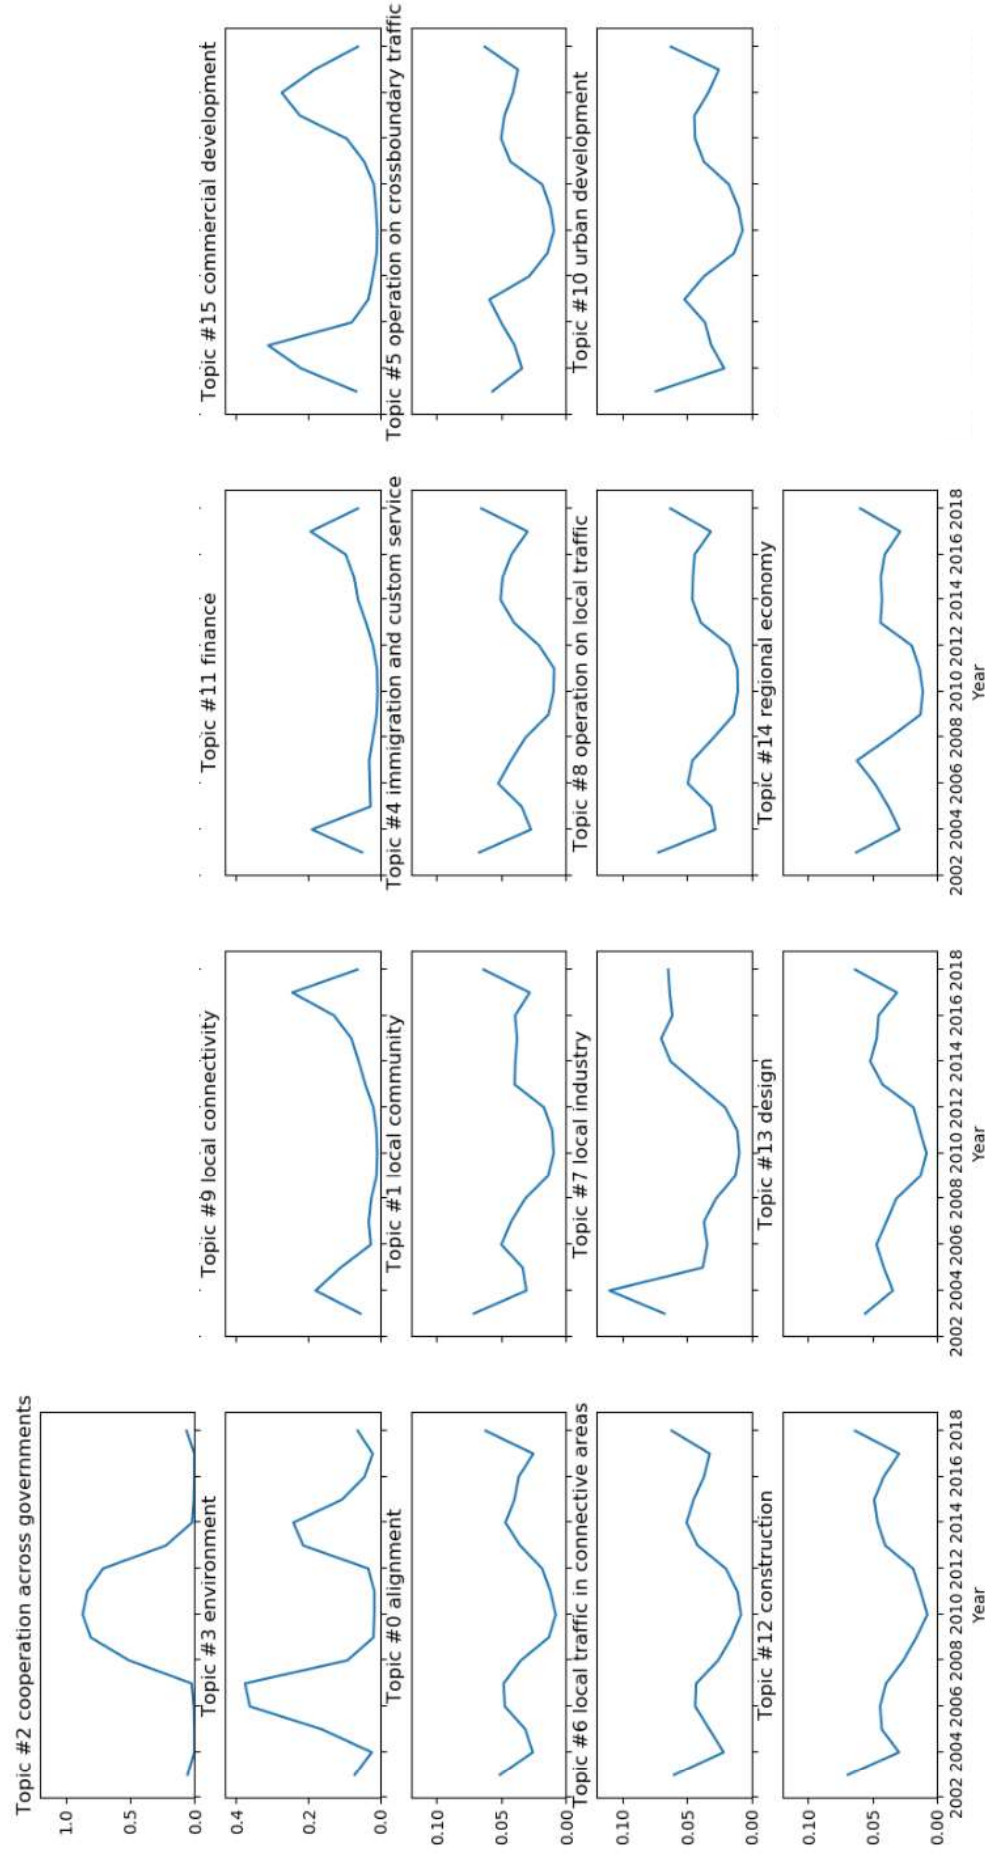 Topic #2 cooperation across governments
1.0
0.5
0.0
Topic #3 environment
Topic #9 local connectivity
Topic #11 finance
Topic #15 commercial development
0.4
0.2
0.0
Topic #0 alignment
Topic #1 local community
Topic #4 immigration and custom service
Topic #5 operation on crossboundary traffic
0.10
0.05
0.00
Topic #6 local traffic in connective areas
Topic #7 local industry
Topic #8 operation on local traffic
Topic #10 urban development
0.10
0.05
0.00
Topic #12 construction
Topic #13 design
Topic #14 regional economy
0.10
0.05
0.00
2002 2004 2006 2008 2010 2012 2014 2016 2018
Year
2002 2004 2006 2008 2010 2012 2014 2016 2018
Year
2002 2004 2006 2008 2010 2012 2014 2016 2018
Year